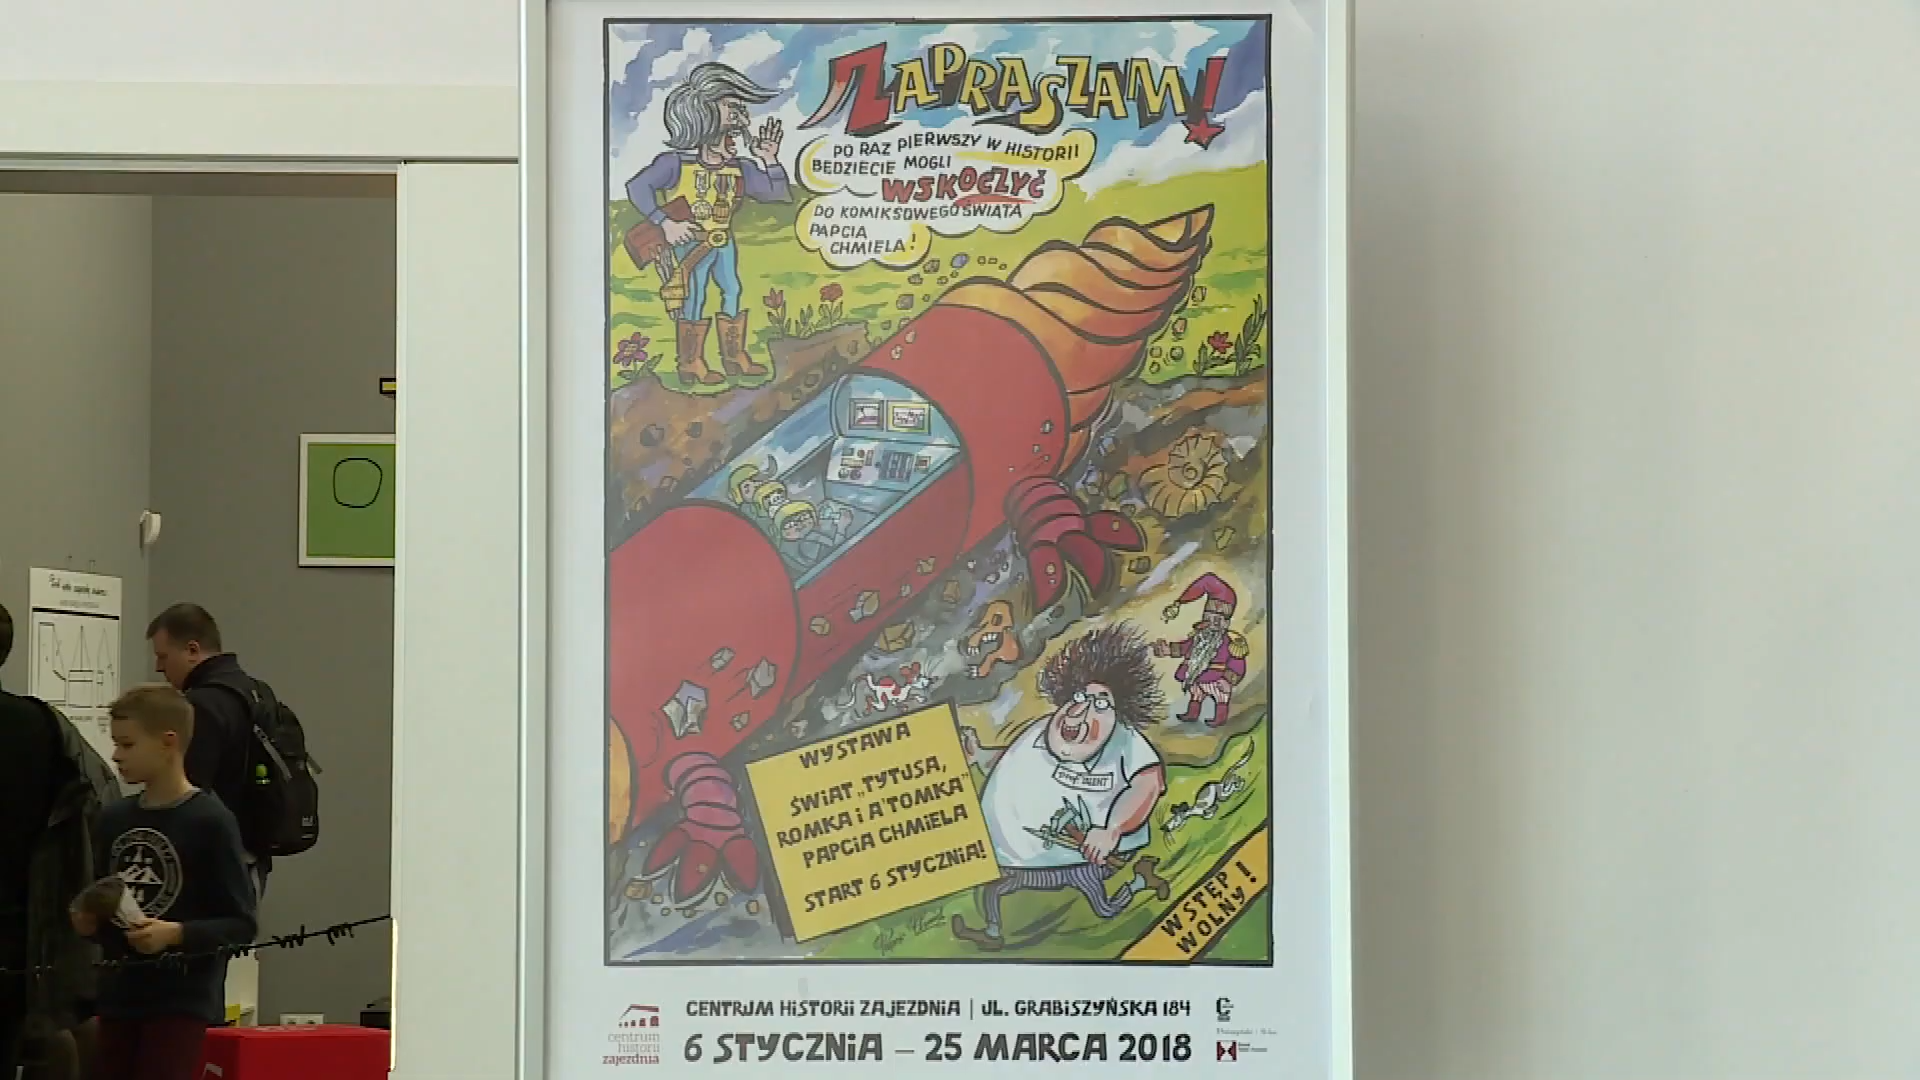 ZAPRASZAM!
PO RAZ PIERWSZY W HISTORII
BĘDZIECIE MOGLI
WSKOCZYĆ
DO KOMIKSOWEGO ŚWIATA
PAPCIA
CHMIELA!
PROF. TALENT
WYSTAWA
ŚWIAT „TYTUSA,
ROMKA i A'TOMKA"
PAPCIA CHMIELA
START 6 STYCZNIA!
WSTĘP !
WOLNY
CENTRUM HISTORII ZAJEZDNIA | UL. GRABISZYŃSKA 184
6 STYCZNIA – 25 MARCA 2018
centrum
historii
zajezdnia